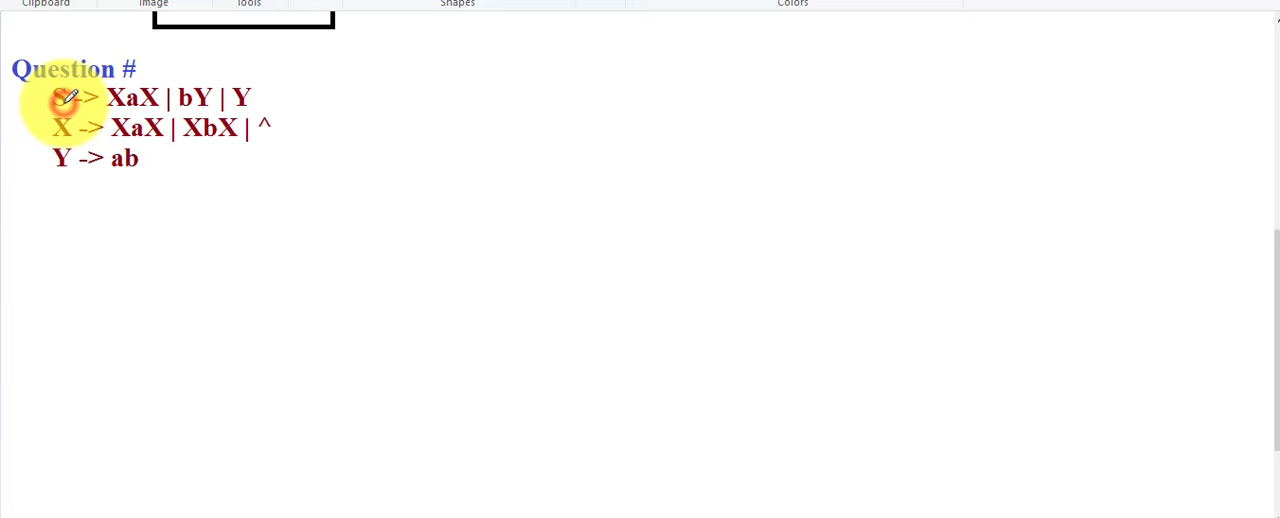 Clipboard Image Tools Shapes Colors
Question #
S -> XaX | bY | Y
X -> XaX | XbX | ^
Y -> ab